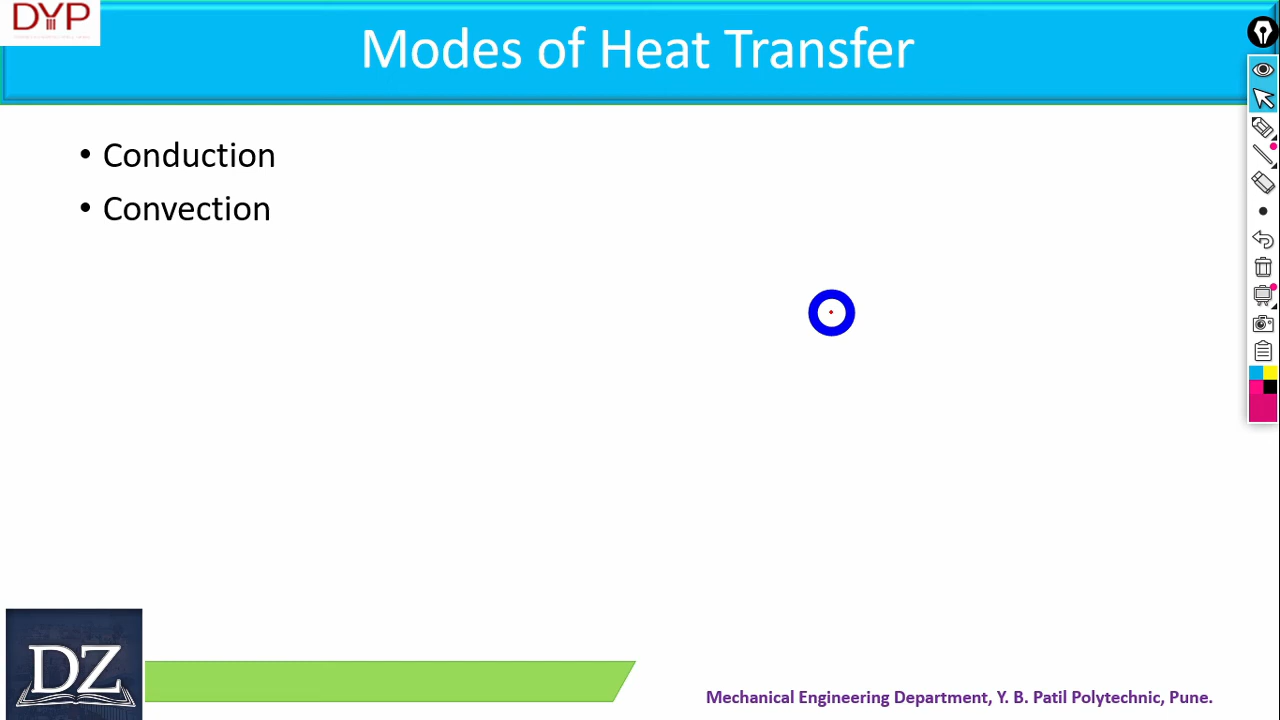 DYP
Modes of Heat Transfer
• Conduction
• Convection
DZ
Mechanical Engineering Department, Y. B. Patil Polytechnic, Pune.